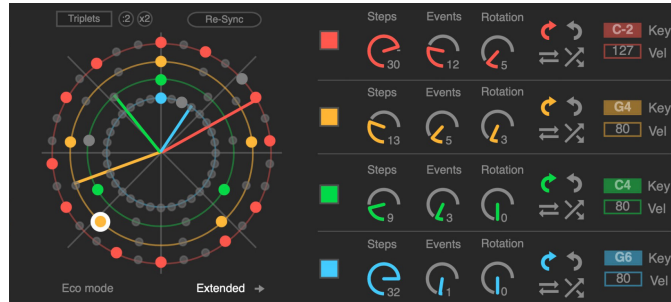 Triplets :2 x2 Re-Sync
Eco mode Extended
Steps Events Rotation C-2 Key
30 12 5 127 Vel
Steps Events Rotation G4 Key
13 5 3 80 Vel
Steps Events Rotation C4 Key
9 3 0 80 Vel
Steps Events Rotation G6 Key
32 1 0 80 Vel